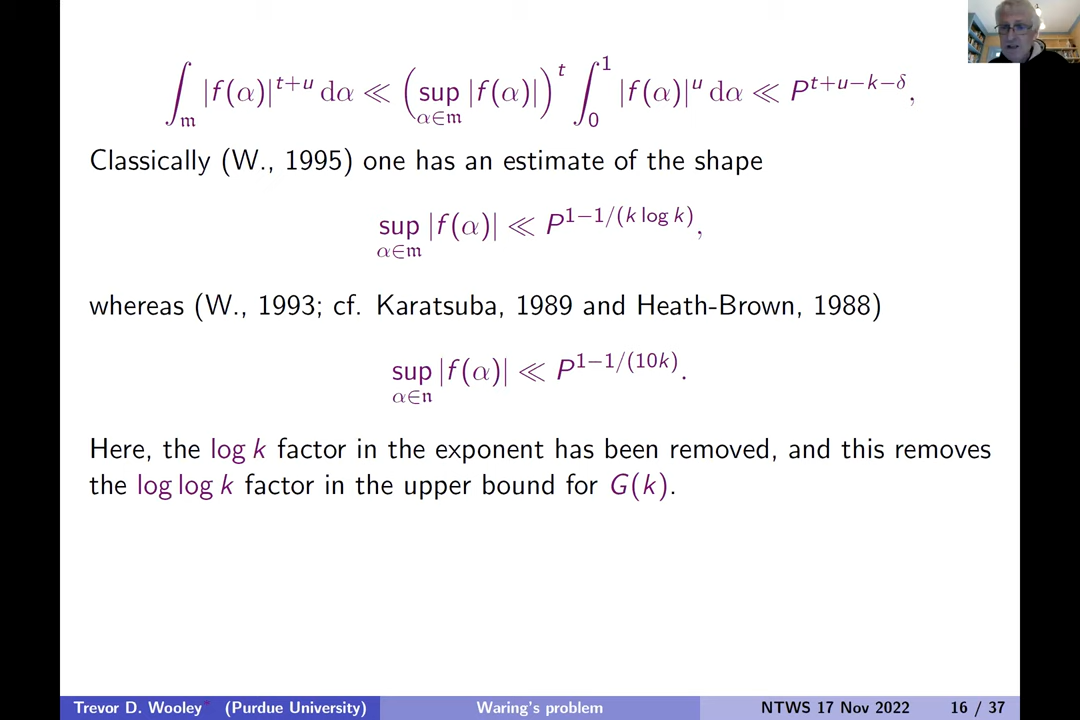 ∫_𝔪 |f(α)|^{t+u} dα ≪ (sup_{α∈𝔪} |f(α)|)^t ∫_0^1 |f(α)|^u dα ≪ P^{t+u−k−δ},
Classically (W., 1995) one has an estimate of the shape
sup_{α∈𝔪} |f(α)| ≪ P^{1−1/(k log k)},
whereas (W., 1993; cf. Karatsuba, 1989 and Heath-Brown, 1988)
sup_{α∈𝔫} |f(α)| ≪ P^{1−1/(10k)}.
Here, the log k factor in the exponent has been removed, and this removes
the log log k factor in the upper bound for G(k).
Trevor D. Wooley* (Purdue University) Waring's problem NTWS 17 Nov 2022 16 / 37